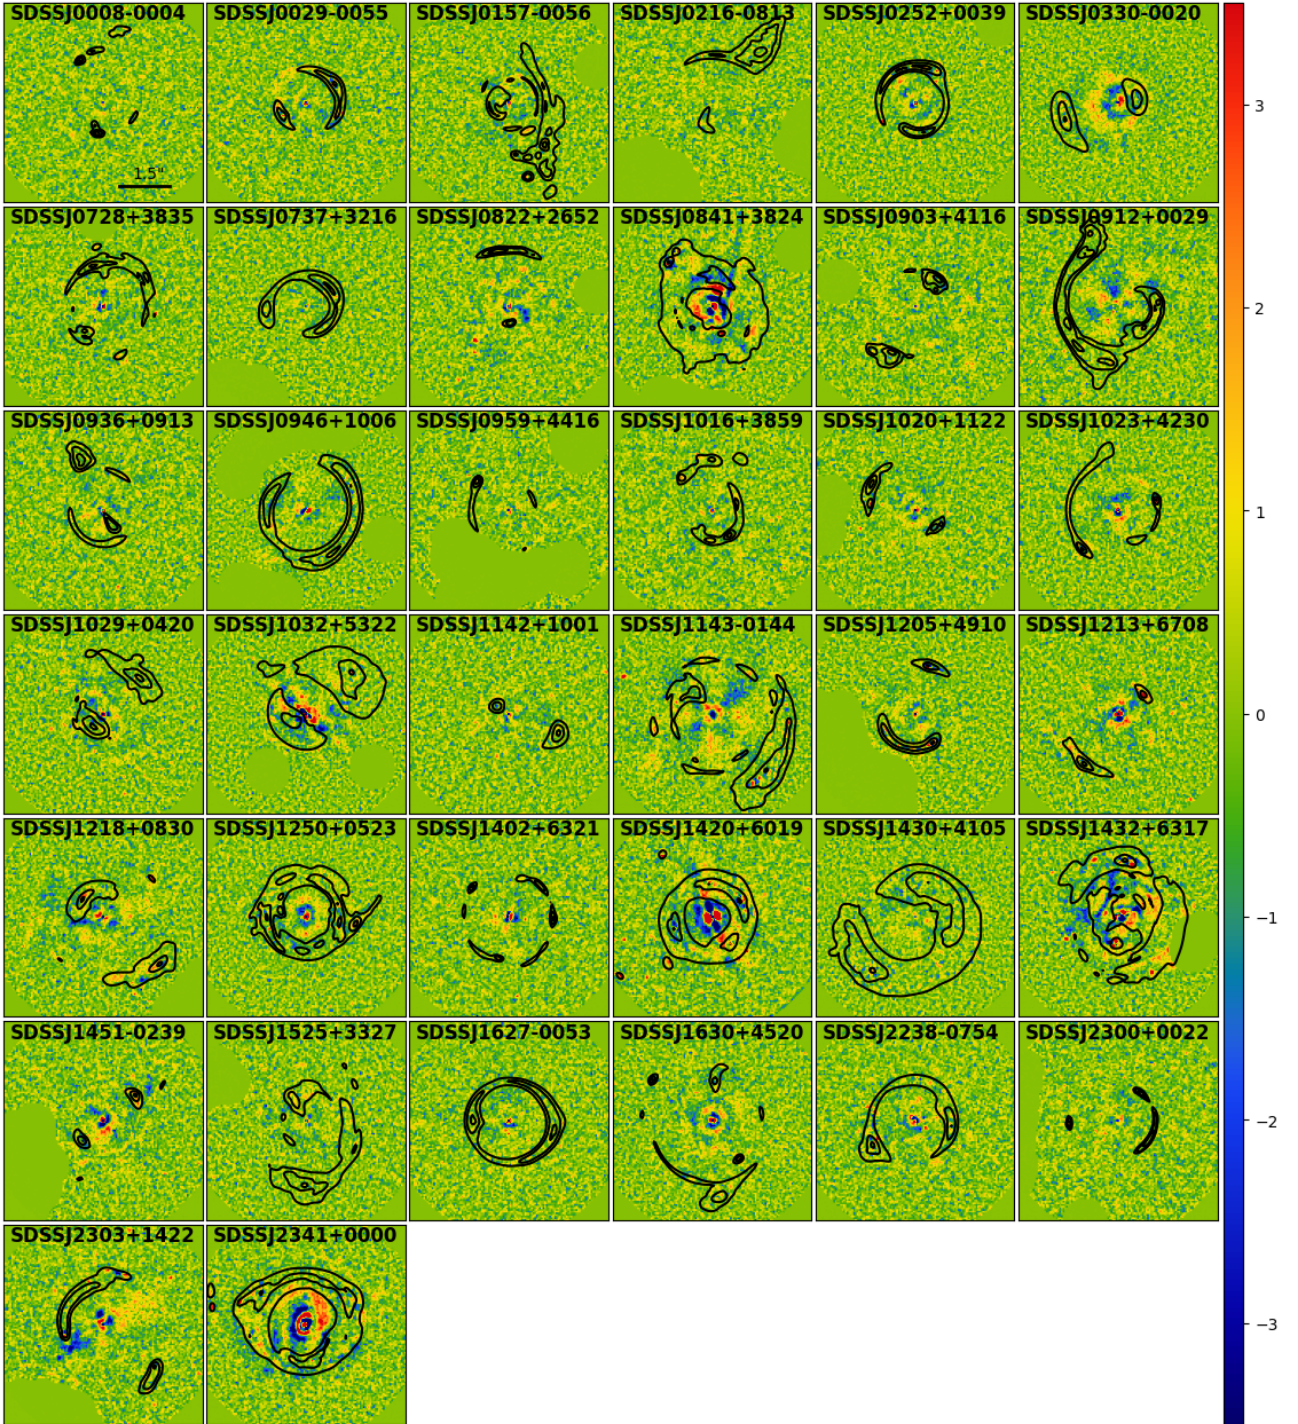 SDSSJ0008-0004 SDSSJ0029-0055 SDSSJ0157-0056 SDSSJ0216-0813 SDSSJ0252+0039 SDSSJ0330-0020
1.5"
SDSSJ0728+3835 SDSSJ0737+3216 SDSSJ0822+2652 SDSSJ0841+3824 SDSSJ0903+4116 SDSSJ0912+0029
SDSSJ0936+0913 SDSSJ0946+1006 SDSSJ0959+4416 SDSSJ1016+3859 SDSSJ1020+1122 SDSSJ1023+4230
SDSSJ1029+0420 SDSSJ1032+5322 SDSSJ1142+1001 SDSSJ1143-0144 SDSSJ1205+4910 SDSSJ1213+6708
SDSSJ1218+0830 SDSSJ1250+0523 SDSSJ1402+6321 SDSSJ1420+6019 SDSSJ1430+4105 SDSSJ1432+6317
SDSSJ1451-0239 SDSSJ1525+3327 SDSSJ1627-0053 SDSSJ1630+4520 SDSSJ2238-0754 SDSSJ2300+0022
SDSSJ2303+1422 SDSSJ2341+0000
3
2
1
0
−1
−2
−3